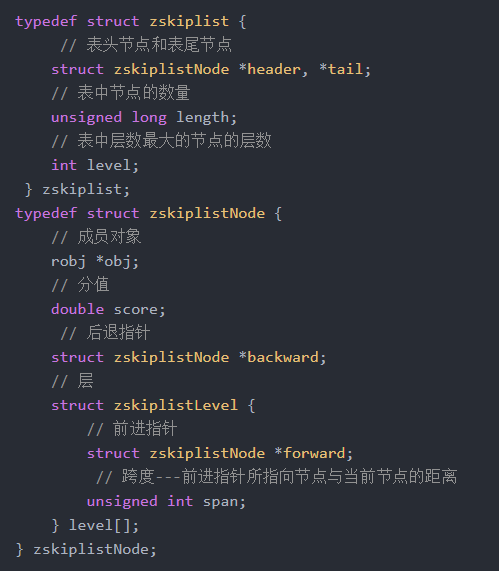 typedef struct zskiplist {
// 表头节点和表尾节点
struct zskiplistNode *header, *tail;
// 表中节点的数量
unsigned long length;
// 表中层数最大的节点的层数
int level;
} zskiplist;
typedef struct zskiplistNode {
// 成员对象
robj *obj;
// 分值
double score;
// 后退指针
struct zskiplistNode *backward;
// 层
struct zskiplistLevel {
// 前进指针
struct zskiplistNode *forward;
// 跨度---前进指针所指向节点与当前节点的距离
unsigned int span;
} level[];
} zskiplistNode;